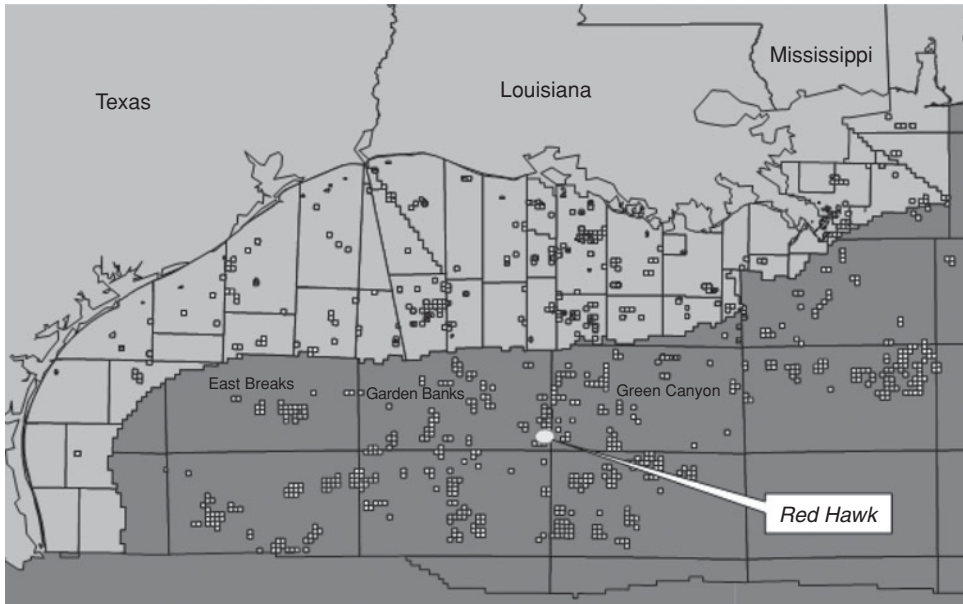 Mississippi
Louisiana
Texas
East Breaks
Garden Banks
Green Canyon
Red Hawk